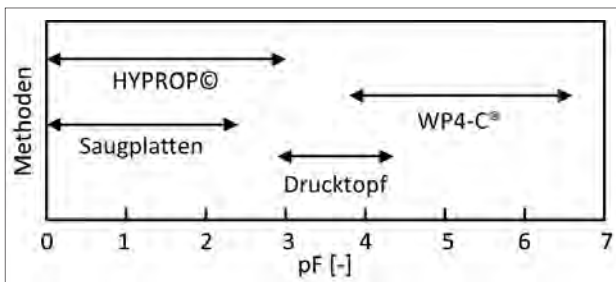 Methoden
HYPROP©
WP4-C®
Saugplatten
Drucktopf
0 1 2 3 4 5 6 7
pF [-]